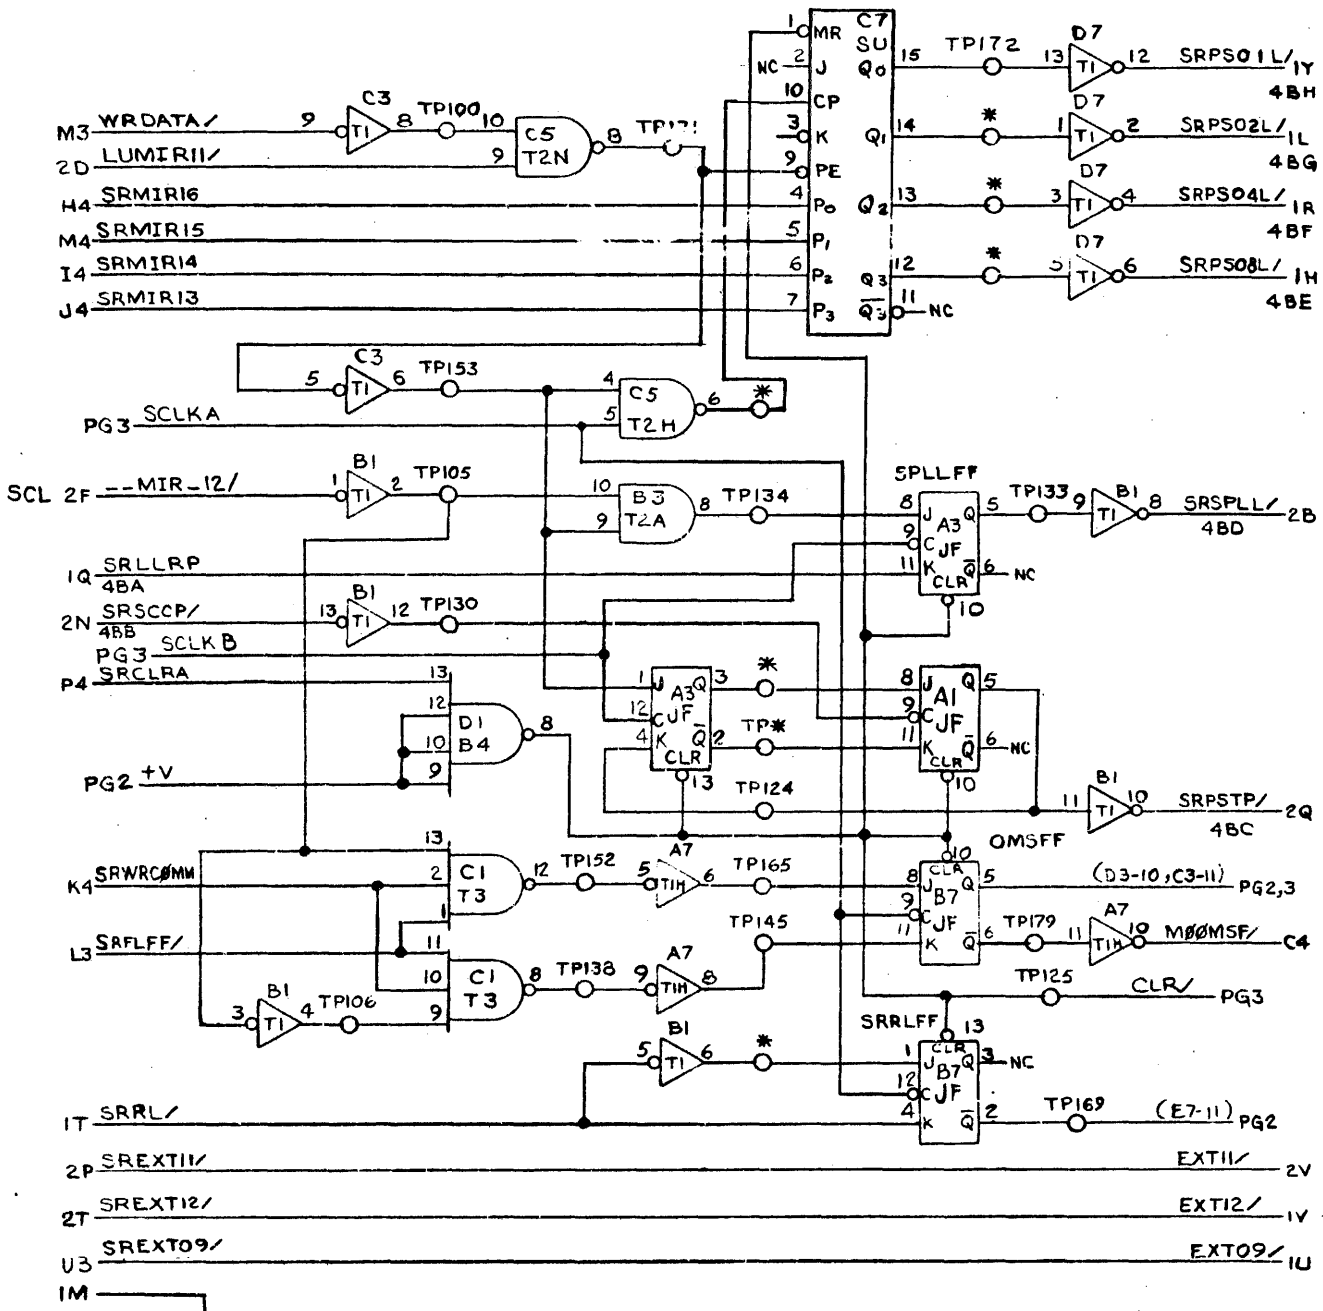 1 MR C7 SU
NC 2 J Q0 15 TP172 13 D7 T1 12 SRPS01L/ 1Y
4BH
10 CP
M3 WRDATA/ 9 C3 T1 8 TP100 10 C5 T2N 8
2D LUMIR11/ 9
3 K Q1 14 * 1 D7 T1 2 SRPS02L/ 1L
4BG
9 PE
H4 SRMIR16 4 P0 Q2 13 * 3 D7 T1 4 SRPS04L/ 1R
4BF
M4 SRMIR15 5 P1
I4 SRMIR14 6 P2 Q3 12 * 5 D7 T1 6 SRPS08L/ 1H
4BE
J4 SRMIR13 7 P3 Q3 11 NC
5 C3 T1 6 TP153 4 C5 T2H 6 *
PG3 SCLKA 5
SCL 2F --MIR-12/ 1 B1 T1 2 TP105 10 B3 T2A 8 TP134 8 J SPLLFF A3 Q 5 TP133 9 B1 T1 8 SRSPLL/ 2B
4BD
9
9 C JF
1Q SRLLRP 11 K Q 6 NC
4BA
CLR 10
2N SRSCCP/ 13 B1 T1 12 TP130
4BB
PG3 SCLKB
P4 SRCLRA 13
1 J A3 Q 3 * 8 J A1 Q 5
12 C JF 9 C JF
4 K Q 2 TP* 11 K Q 6 NC
CLR 13 CLR 10
12 D1 B4 8
10
PG2 +V 9
TP124 11 B1 T1 10 SRPSTP/ 2Q
4BC
OMSFF
13
K4 SRWRCØMM 2 C1 T3 12 TP152 5 A7 T1H 6 TP165 8 J 10 CLR B7 Q 5 (D3-10,C3-11) PG2,3
1
9 C JF
L3 SRFLFF/ 11 TP145 11 K Q 6 TP179 11 A7 T1H 10 MØØMSF/ C4
10 C1 T3 8 TP138 9 A7 T1H 8
3 B1 T1 4 TP106 9
TP125 CLR/ PG3
SRRLFF 13 CLR
5 B1 T1 6 * 1 J B7 Q 3 NC
12 C JF
1T SRRL/ 4 K Q 2 TP169 (E7-11) PG2
2P SREXT11/ EXT11/ 2V
2T SREXT12/ EXT12/ 1V
U3 SREXT09/ EXT09/ 1U
1M